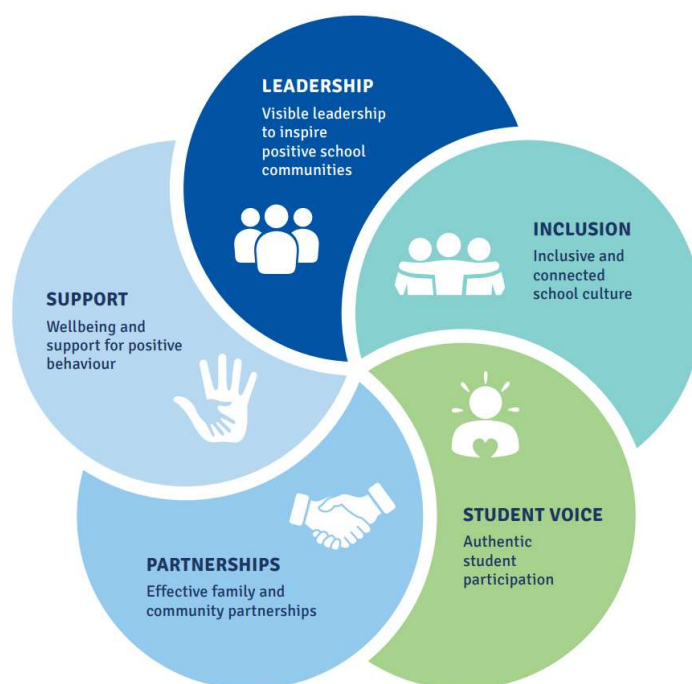 LEADERSHIP
Visible leadership
to inspire
positive school
communities
INCLUSION
Inclusive and
connected
school culture
STUDENT VOICE
Authentic
student
participation
PARTNERSHIPS
Effective family and
community partnerships
SUPPORT
Wellbeing and
support for positive
behaviour